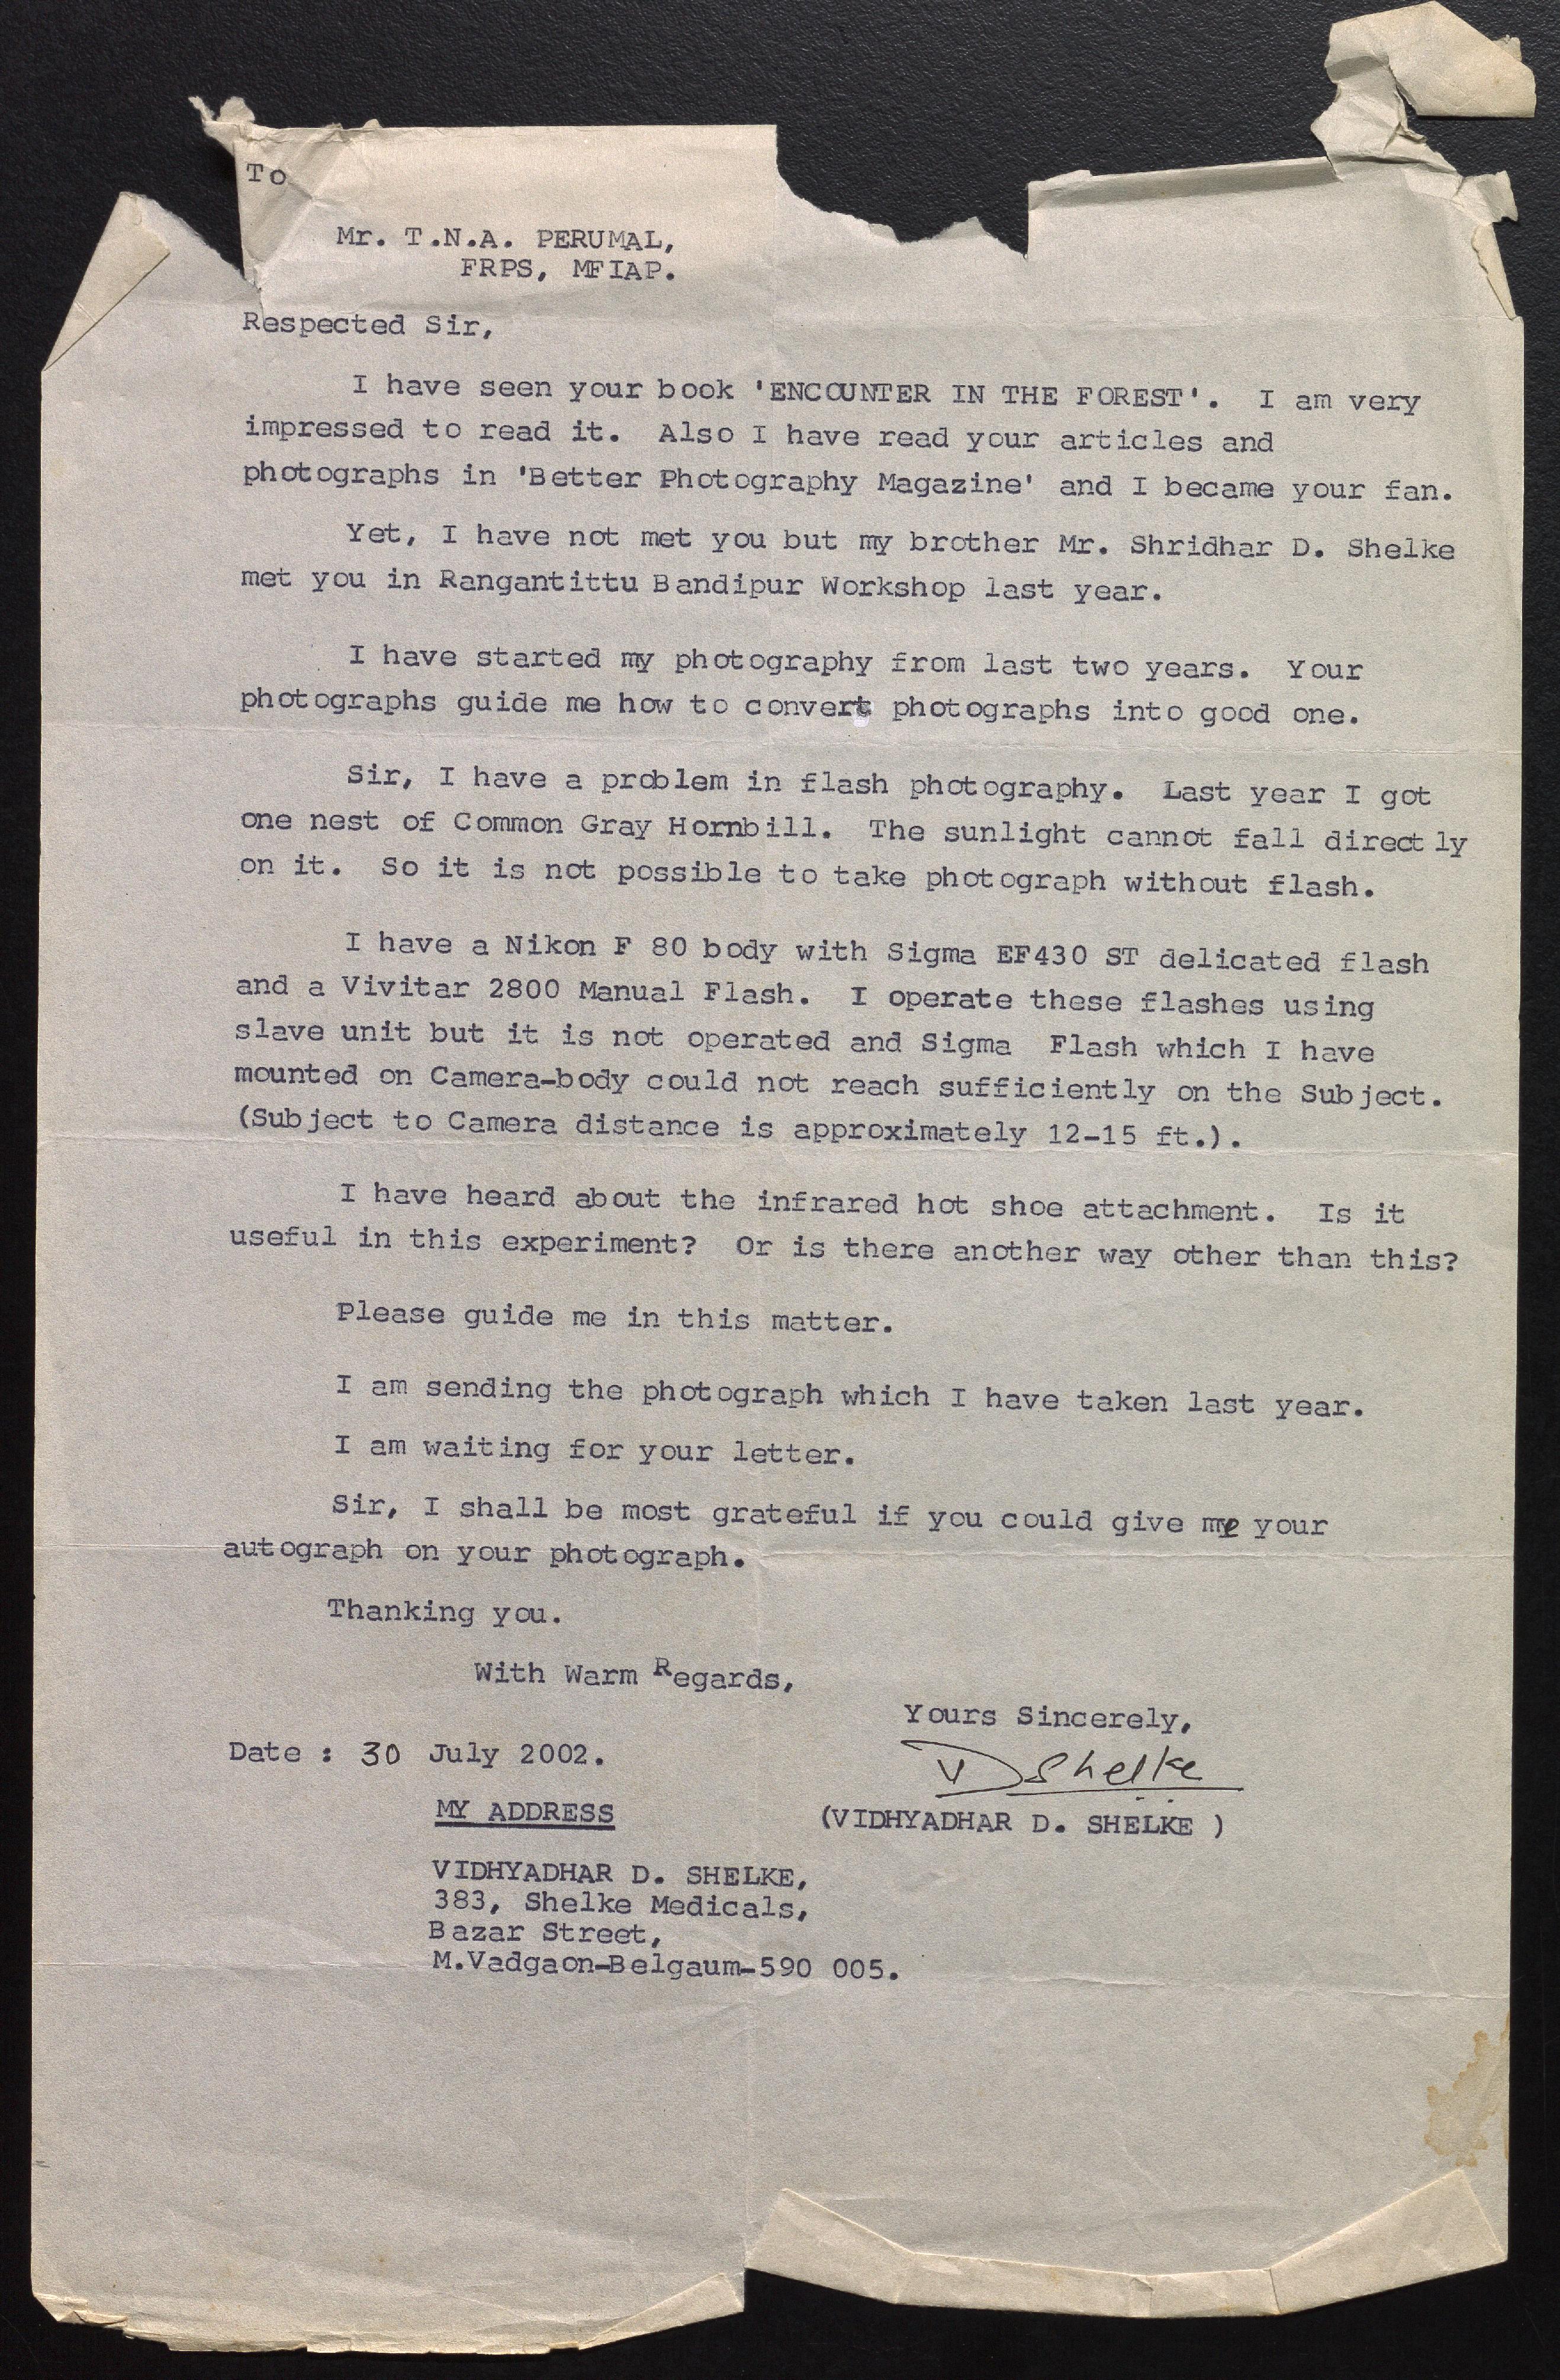 To
Mr. T.N.A. PERUMAL,
FRPS, MFIAP.
Respected Sir,
I have seen your book 'ENCOUNTER IN THE FOREST'. I am very
impressed to read it. Also I have read your articles and
photographs in 'Better Photography Magazine' and I became your fan.
Yet, I have not met you but my brother Mr. Shridhar D. Shelke
met you in Rangantittu Bandipur Workshop last year.
I have started my photography from last two years. Your
photographs guide me how to convert photographs into good one.
Sir, I have a problem in flash photography. Last year I got
one nest of Common Gray Hornbill. The sunlight cannot fall directly
on it. So it is not possible to take photograph without flash.
I have a Nikon F 80 body with Sigma EF430 ST delicated flash
and a Vivitar 2800 Manual Flash. I operate these flashes using
slave unit but it is not operated and Sigma Flash which I have
mounted on Camera-body could not reach sufficiently on the Subject.
(Subject to Camera distance is approximately 12-15 ft.).
I have heard about the infrared hot shoe attachment. Is it
useful in this experiment? Or is there another way other than this?
Please guide me in this matter.
I am sending the photograph which I have taken last year.
I am waiting for your letter.
Sir, I shall be most grateful if you could give me your
autograph on your photograph.
Thanking you.
With Warm Regards,
Yours Sincerely,
Date : 30 July 2002.
VDShelke
MY ADDRESS
(VIDHYADHAR D. SHELKE )
VIDHYADHAR D. SHELKE,
383, Shelke Medicals,
Bazar Street,
M.Vadgaon-Belgaum-590 005.